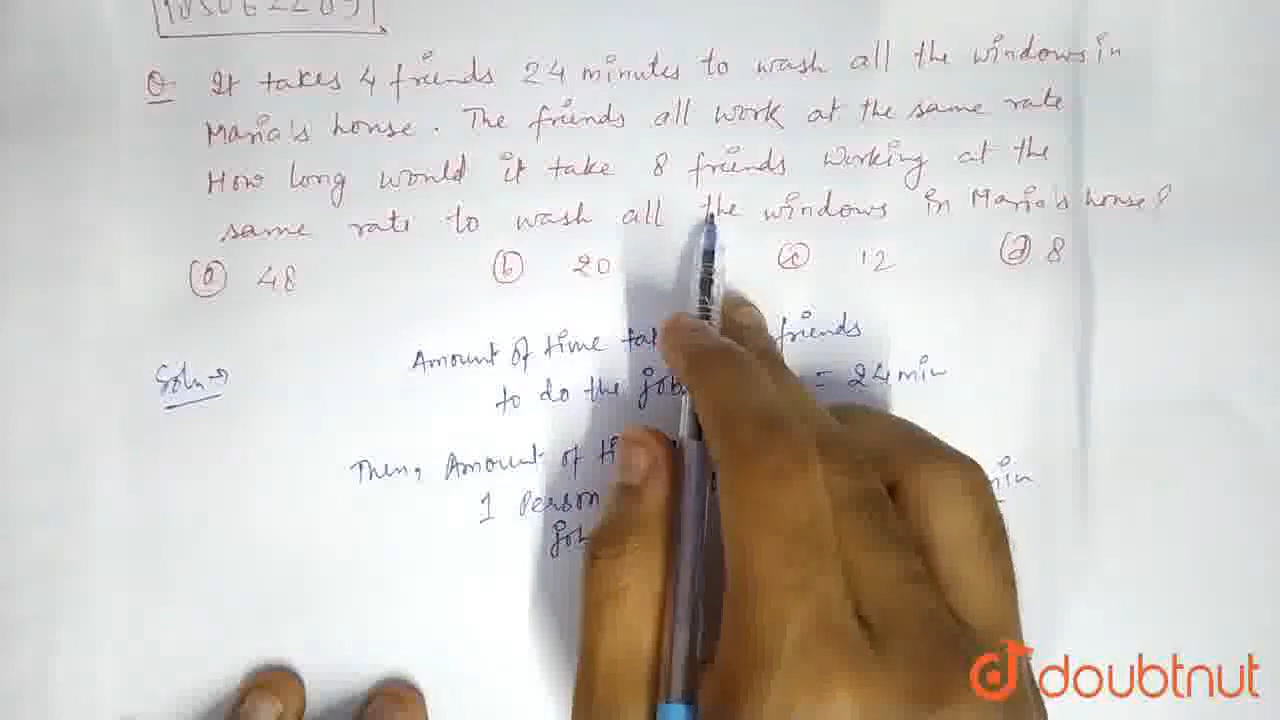 Q It takes 4 friends 24 minutes to wash all the windows in
Maria's house. The friends all work at the same rate
How long would it take 8 friends working at the
same rate to wash all the windows in Maria's house?
(a) 48 (b) 20 (c) 12 (d) 8
Soln→ Amount of time friends
to do the job = 24 min
Then, Amount of
1 person min
doubtnut